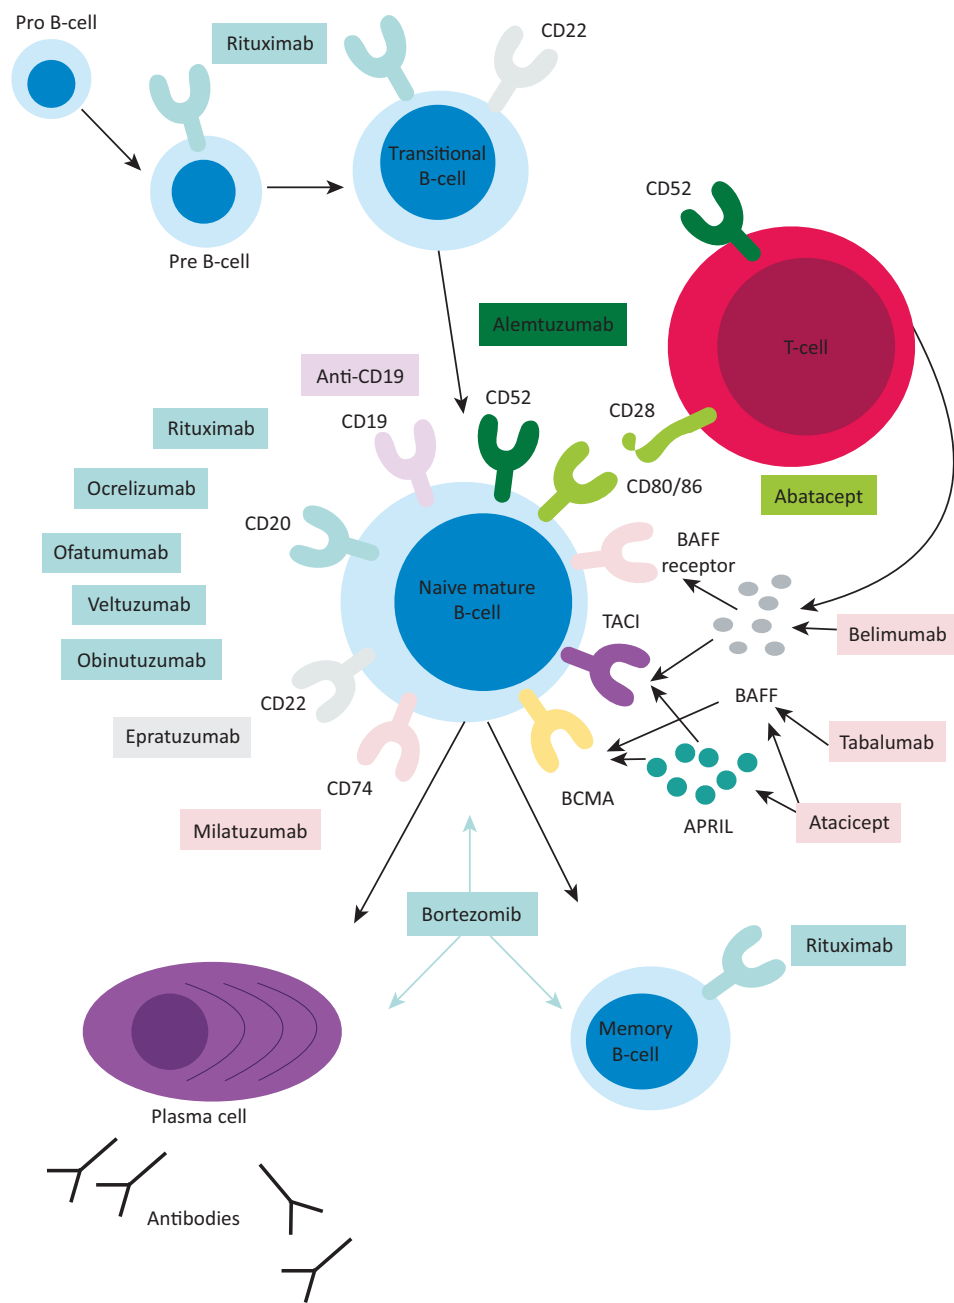 Pro B-cell
Rituximab
CD22
Transitional
B-cell
Pre B-cell
CD52
T-cell
Alemtuzumab
Anti-CD19
CD19
CD52
CD28
Rituximab
CD80/86
Abatacept
Ocrelizumab
CD20
Ofatumumab
BAFF
receptor
Naive mature
B-cell
Veltuzumab
TACI
Belimumab
Obinutuzumab
CD22
BAFF
Epratuzumab
Tabalumab
CD74
BCMA
APRIL
Atacicept
Milatuzumab
Bortezomib
Rituximab
Memory
B-cell
Plasma cell
Antibodies